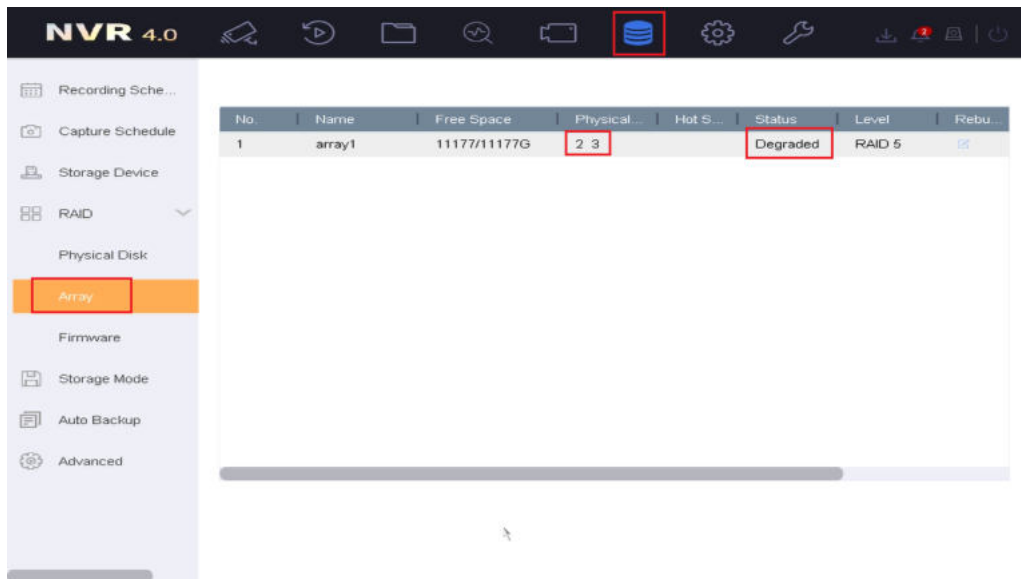 NVR 4.0
2
Recording Sche...
Capture Schedule
Storage Device
RAID
Physical Disk
Array
Firmware
Storage Mode
Auto Backup
Advanced
No. Name Free Space Physical... Hot S... Status Level Rebu...
1 array1 11177/11177G 2 3 Degraded RAID 5